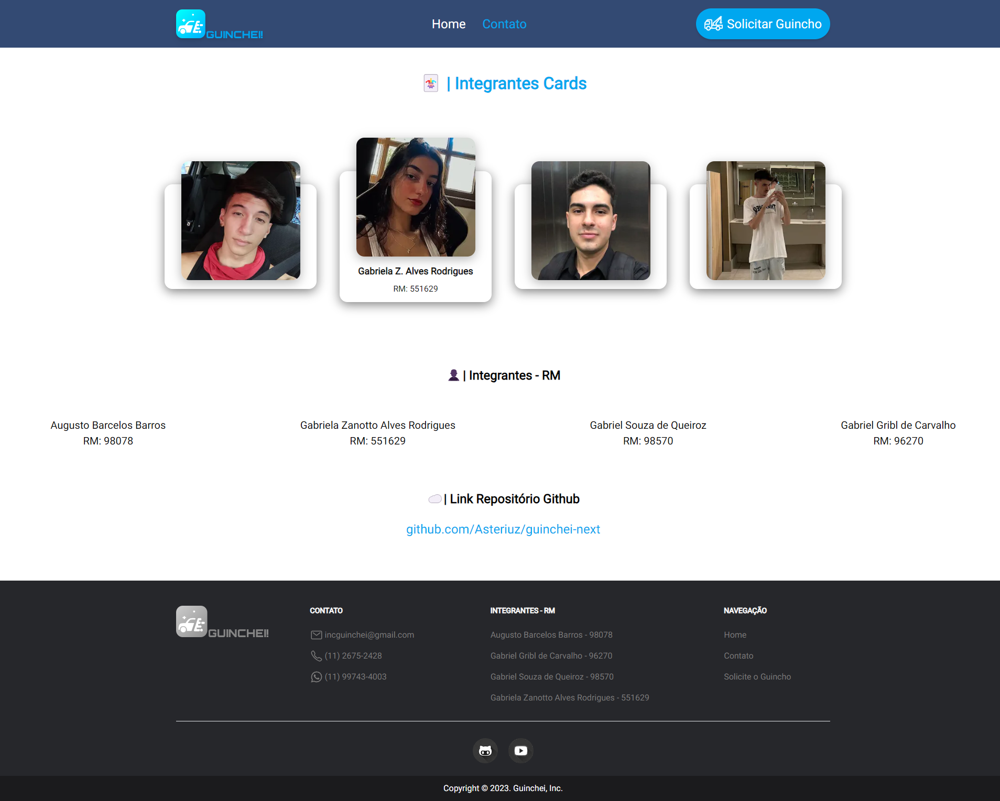 GUINCHEI!
Home
Contato
Solicitar Guincho
| Integrantes Cards
Gabriela Z. Alves Rodrigues
RM: 551629
| Integrantes - RM
Augusto Barcelos Barros
RM: 98078
Gabriela Zanotto Alves Rodrigues
RM: 551629
Gabriel Souza de Queiroz
RM: 98570
Gabriel Gribl de Carvalho
RM: 96270
| Link Repositório Github
github.com/Asteriuz/guinchei-next
GUINCHEI!
CONTATO
incguinchei@gmail.com
(11) 2675-2428
(11) 99743-4003
INTEGRANTES - RM
Augusto Barcelos Barros - 98078
Gabriel Gribl de Carvalho - 96270
Gabriel Souza de Queiroz - 98570
Gabriela Zanotto Alves Rodrigues - 551629
NAVEGAÇÃO
Home
Contato
Solicite o Guincho
Copyright © 2023. Guinchei, Inc.